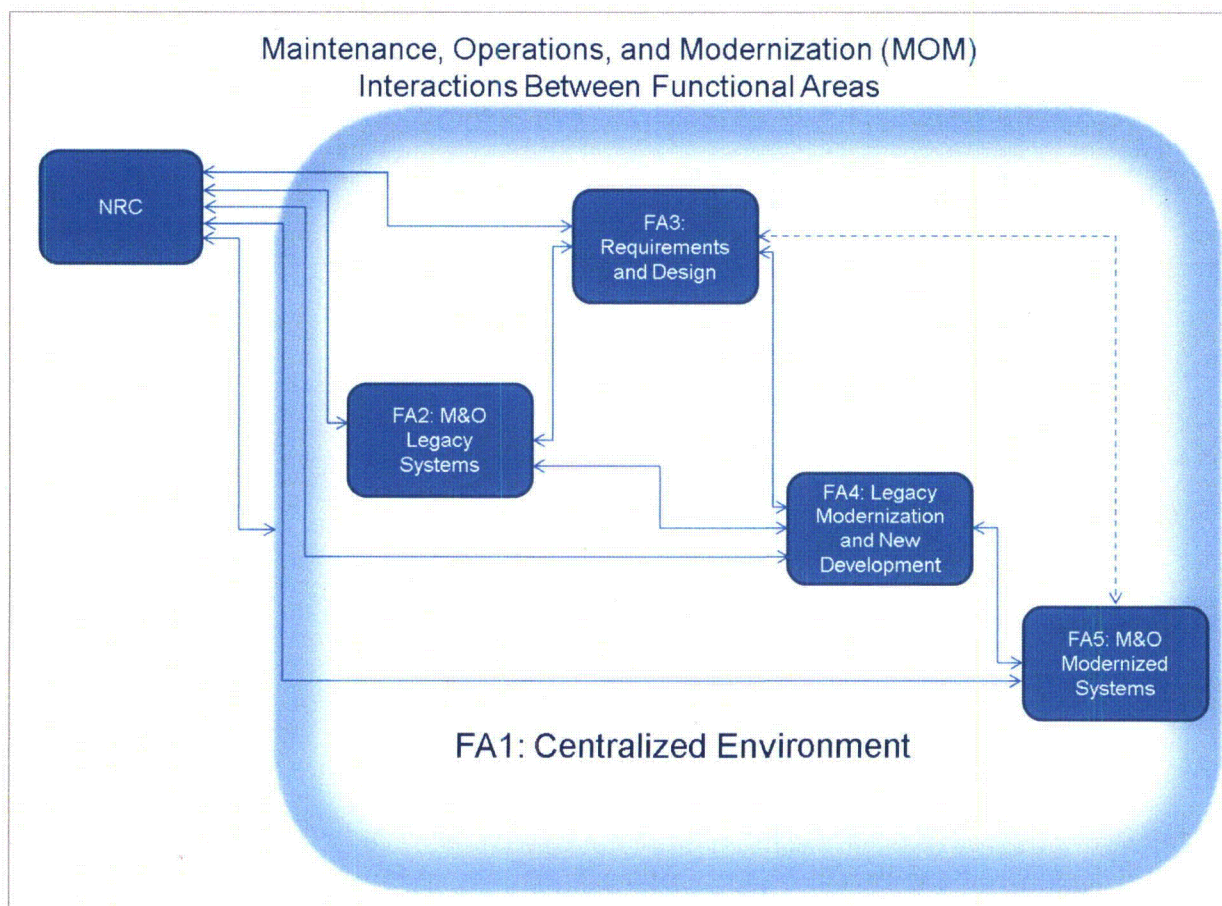 Maintenance, Operations, and Modernization (MOM)
Interactions Between Functional Areas
NRC
FA3:
Requirements
and Design
FA2: M&O
Legacy
Systems
FA4: Legacy
Modernization
and New
Development
FA5: M&O
Modernized
Systems
FA1: Centralized Environment